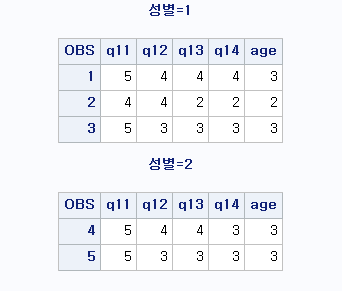 성별=1
OBS q11 q12 q13 q14 age
1 5 4 4 4 3
2 4 4 2 2 2
3 5 3 3 3 3
성별=2
OBS q11 q12 q13 q14 age
4 5 4 4 3 3
5 5 3 3 3 3